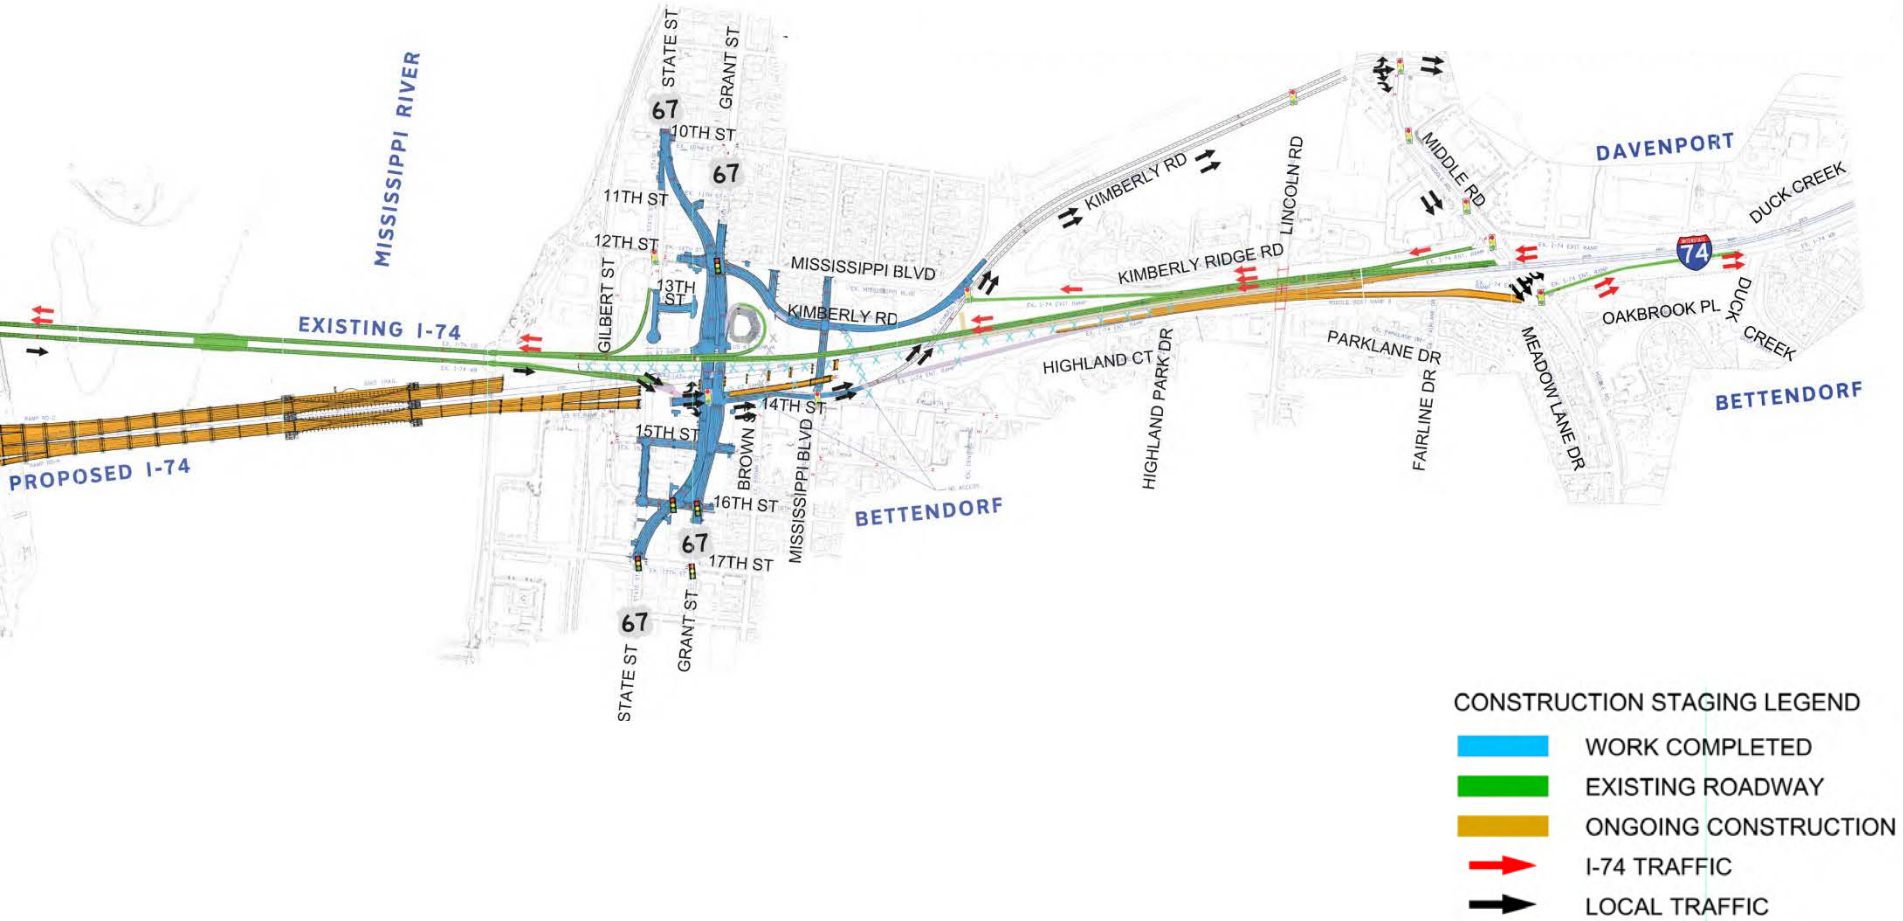 STATE ST
GRANT ST
MISSISSIPPI RIVER
67
10TH ST
67
11TH ST
12TH ST
GILBERT ST
13TH
ST
MISSISSIPPI BLVD
KIMBERLY RD
KIMBERLY RD
LINCOLN RD
MIDDLE RD
DAVENPORT
DUCK CREEK
KIMBERLY RIDGE RD
INTERSTATE
74
DUCK
CREEK
OAKBROOK PL
EXISTING I-74
HIGHLAND CT
HIGHLAND PARK DR
PARKLANE DR
FAIRLINE DR
MEADOW LANE DR
BETTENDORF
14TH ST
15TH ST
BROWN ST
MISSISSIPPI BLVD
PROPOSED I-74
16TH ST
BETTENDORF
67
17TH ST
67
GRANT ST
STATE ST
CONSTRUCTION STAGING LEGEND
WORK COMPLETED
EXISTING ROADWAY
ONGOING CONSTRUCTION
I-74 TRAFFIC
LOCAL TRAFFIC